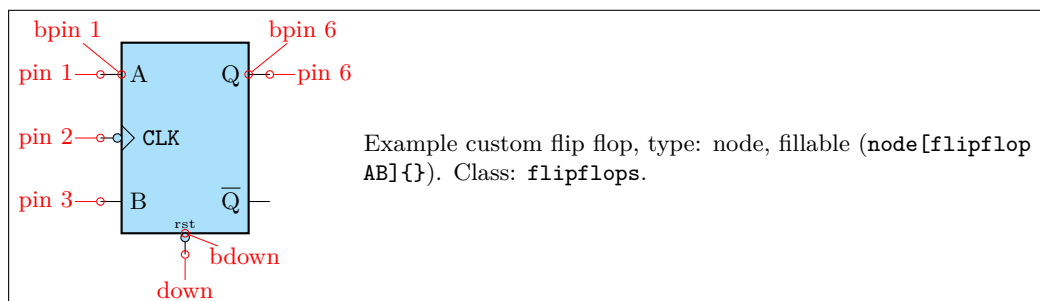 bpin 1
bpin 6
pin 1
A
Q
pin 6
pin 2
CLK
Example custom flip flop, type: node, fillable (node[flipflop
AB]{}). Class: flipflops.
pin 3
B
Q̅
rst
bdown
down